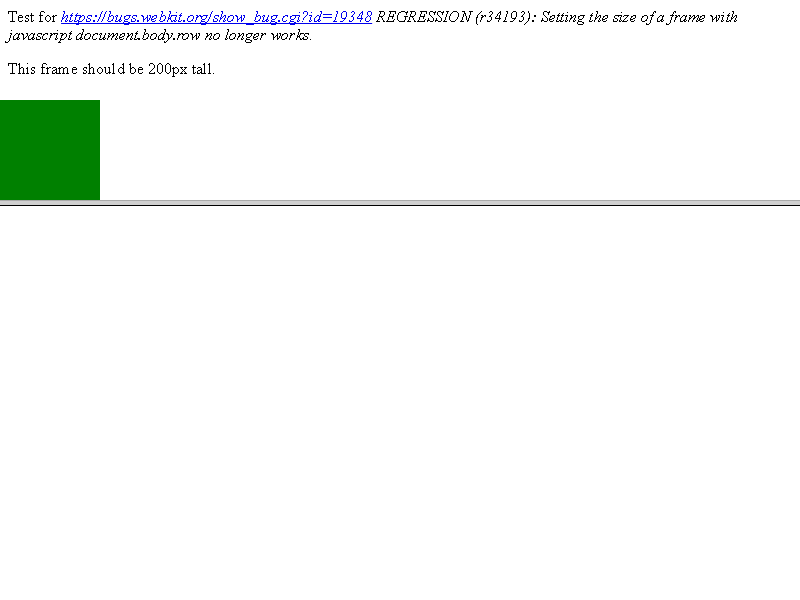 Test for https://bugs.webkit.org/show_bug.cgi?id=19348 REGRESSION (r34193): Setting the size of a frame with
javascript document.body.row no longer works.
This frame should be 200px tall.